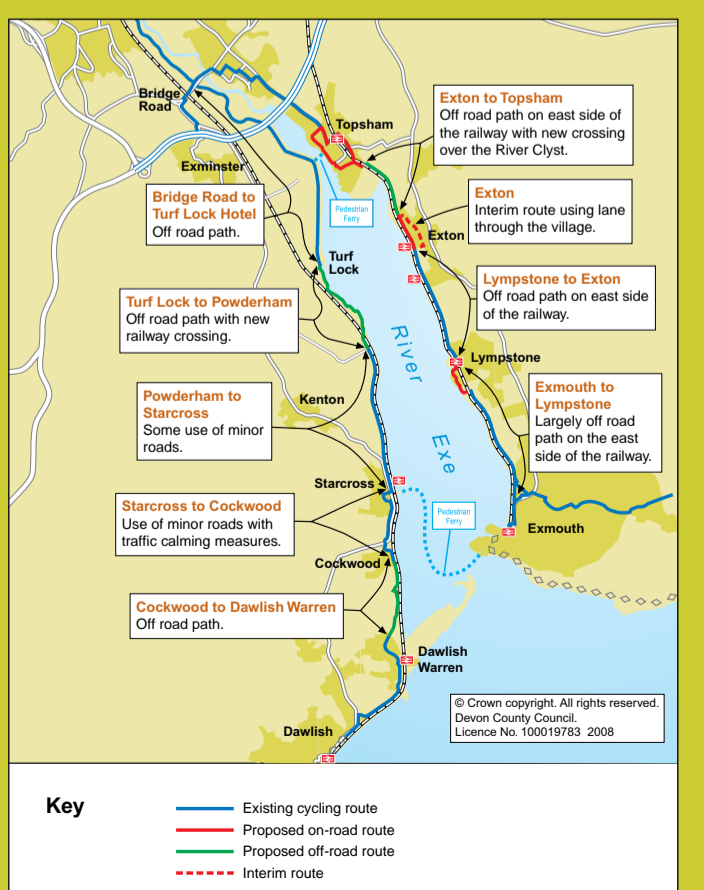 Bridge
Road
Topsham
Exton to Topsham
Off road path on east side of
the railway with new crossing
over the River Clyst.
Exminster
Bridge Road to
Turf Lock Hotel
Off road path.
Pedestrian
Ferry
Exton
Interim route using lane
through the village.
Exton
Turf
Lock
Lympstone to Exton
Off road path on east side
of the railway.
Turf Lock to Powderham
Off road path with new
railway crossing.
River
Exe
Lympstone
Exmouth to
Lympstone
Largely off road
path on the east
side of the railway.
Powderham to
Starcross
Some use of minor
roads.
Kenton
Starcross
Starcross to Cockwood
Use of minor roads with
traffic calming measures.
Pedestrian
Ferry
Exmouth
Cockwood
Cockwood to Dawlish Warren
Off road path.
Dawlish
Warren
© Crown copyright. All rights reserved.
Devon County Council.
Licence No. 100019783 2008
Dawlish
Key
Existing cycling route
Proposed on-road route
Proposed off-road route
Interim route